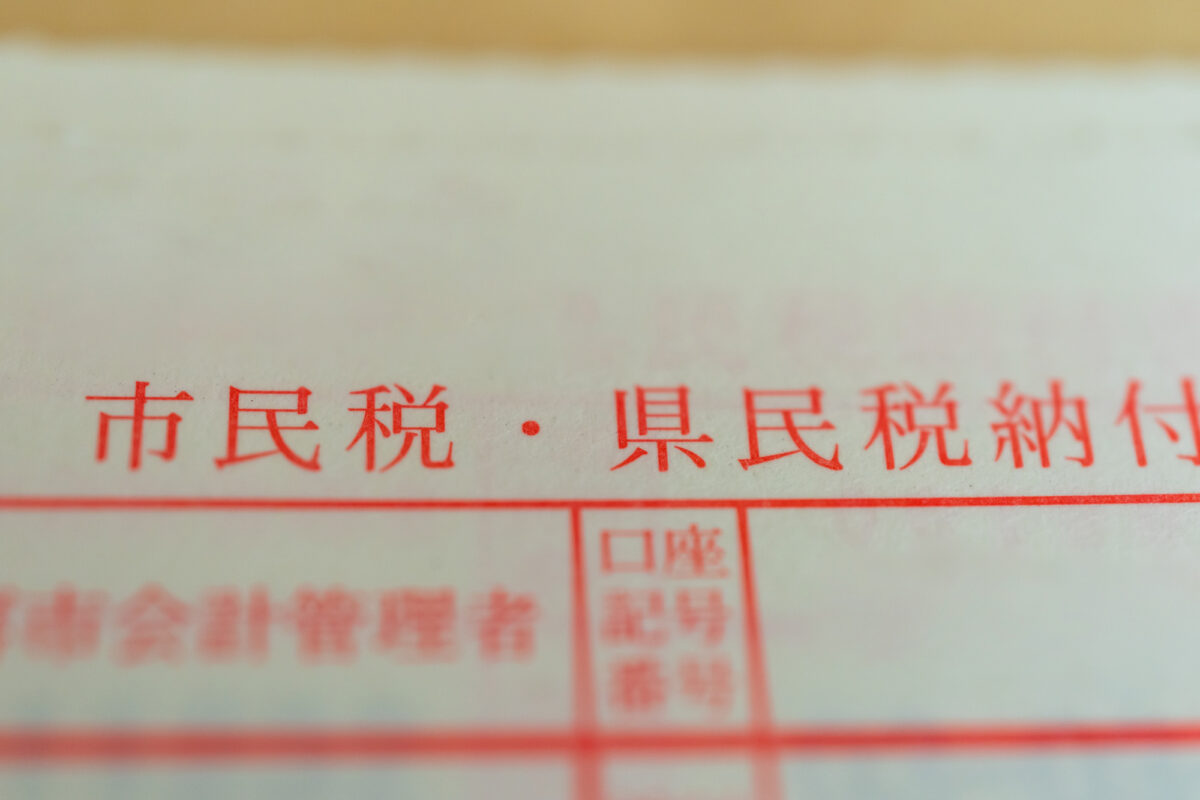 市民税・県民税納付
市会計管理者
口座
記号
番号